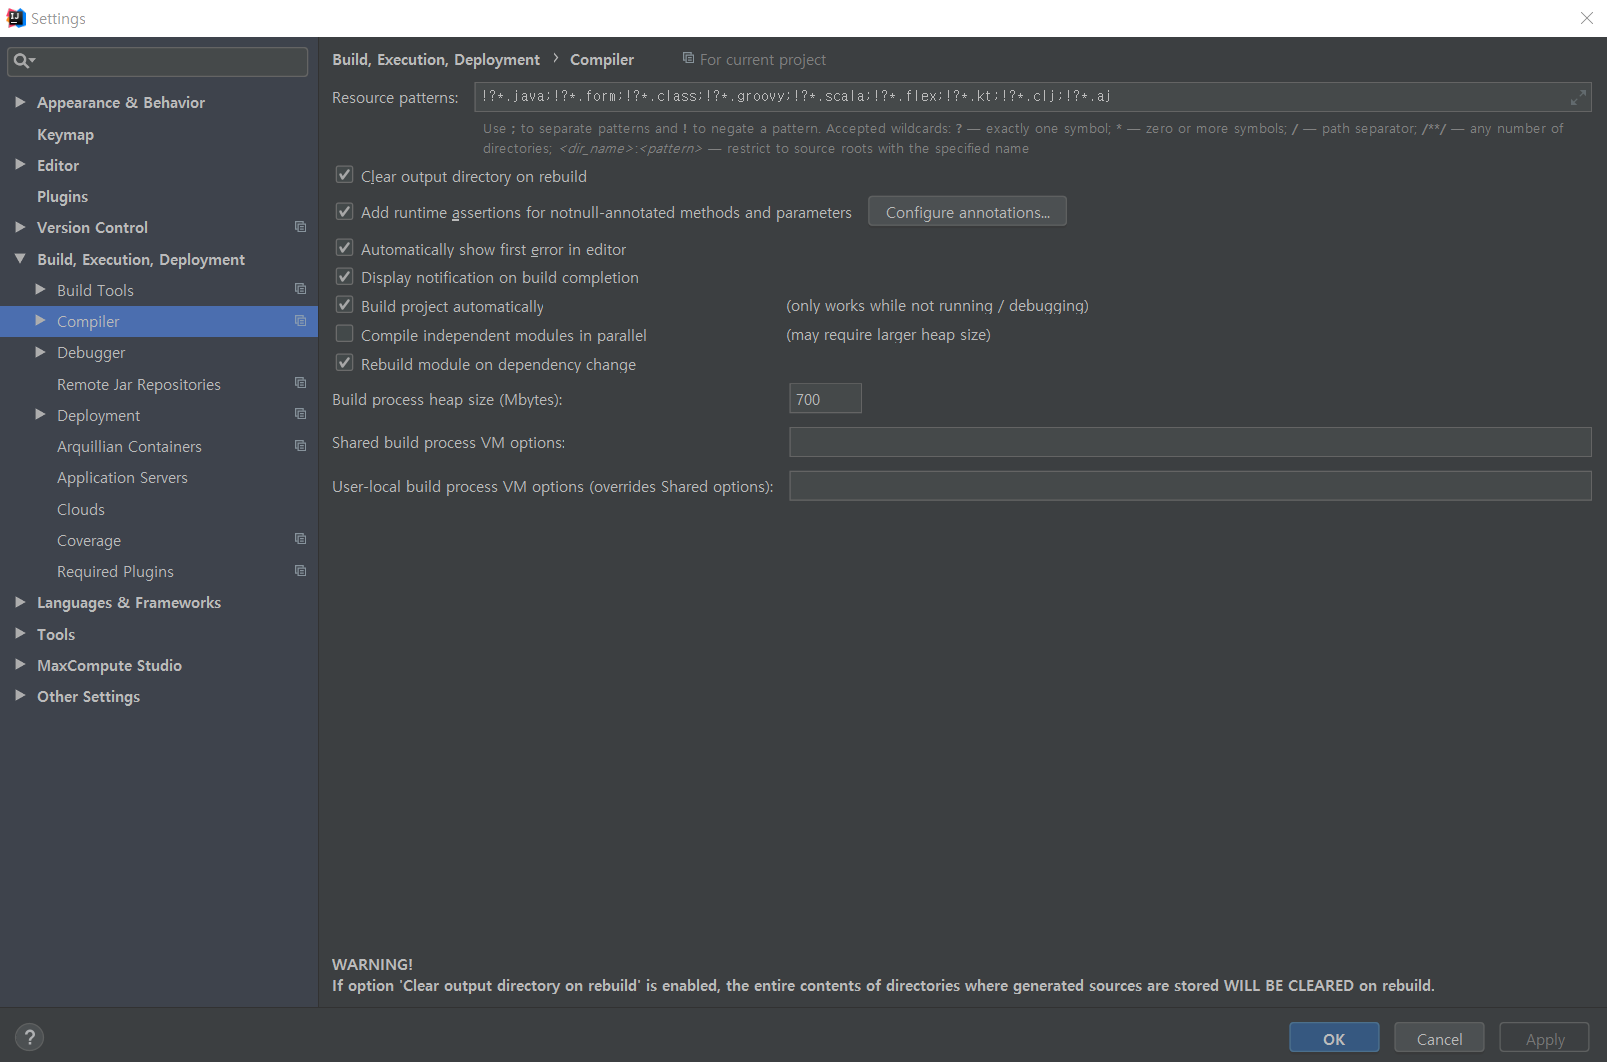 Settings
Appearance & Behavior
Keymap
Editor
Plugins
Version Control
Build, Execution, Deployment
Build Tools
Compiler
Debugger
Remote Jar Repositories
Deployment
Arquillian Containers
Application Servers
Clouds
Coverage
Required Plugins
Languages & Frameworks
Tools
MaxCompute Studio
Other Settings
Build, Execution, Deployment › Compiler For current project
Resource patterns: !?*.java;!?*.form;!?*.class;!?*.groovy;!?*.scala;!?*.flex;!?*.kt;!?*.clj;!?*.aj
Use ; to separate patterns and ! to negate a pattern. Accepted wildcards: ? — exactly one symbol; * — zero or more symbols; / — path separator; /**/ — any number of
directories; <dir_name>:<pattern> — restrict to source roots with the specified name
Clear output directory on rebuild
Add runtime assertions for notnull-annotated methods and parameters Configure annotations...
Automatically show first error in editor
Display notification on build completion
Build project automatically (only works while not running / debugging)
Compile independent modules in parallel (may require larger heap size)
Rebuild module on dependency change
Build process heap size (Mbytes): 700
Shared build process VM options:
User-local build process VM options (overrides Shared options):
WARNING!
If option 'Clear output directory on rebuild' is enabled, the entire contents of directories where generated sources are stored WILL BE CLEARED on rebuild.
? OK Cancel Apply